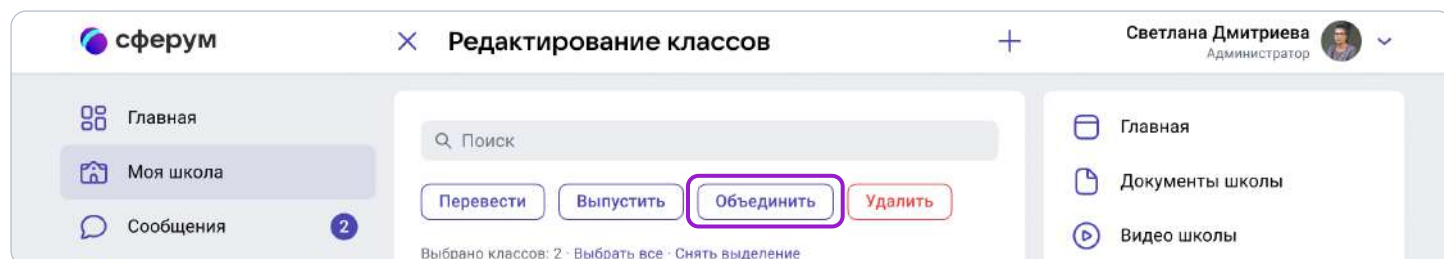 сферум
Редактирование классов
Светлана Дмитриева
Администратор
Главная
Моя школа
Сообщения 2
Поиск
Перевести Выпустить Объединить Удалить
Выбрано классов: 2 · Выбрать все · Снять выделение
Главная
Документы школы
Видео школы